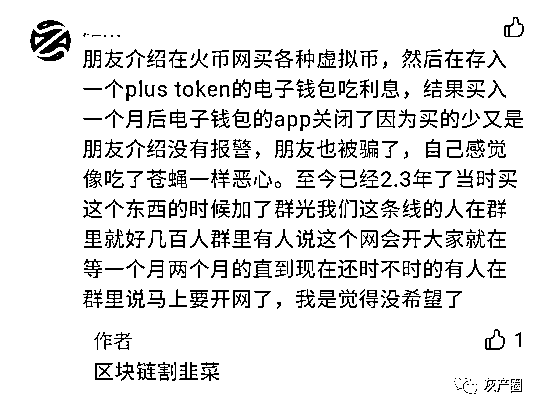 朋友介绍在火币网买各种虚拟币，然后在存入
一个plus token的电子钱包吃利息，结果买入
一个月后电子钱包的app关闭了因为买的少又是
朋友介绍没有报警，朋友也被骗了，自己感觉
像吃了苍蝇一样恶心。至今已经2.3年了当时买
这个东西的时候加了群光我们这条线的人在群
里就好几百人群里有人说这个网会开大家就在
等一个月两个月的直到现在还时不时的有人在
群里说马上要开网了，我是觉得没希望了
作者
1
区块链割韭菜
灰产圈